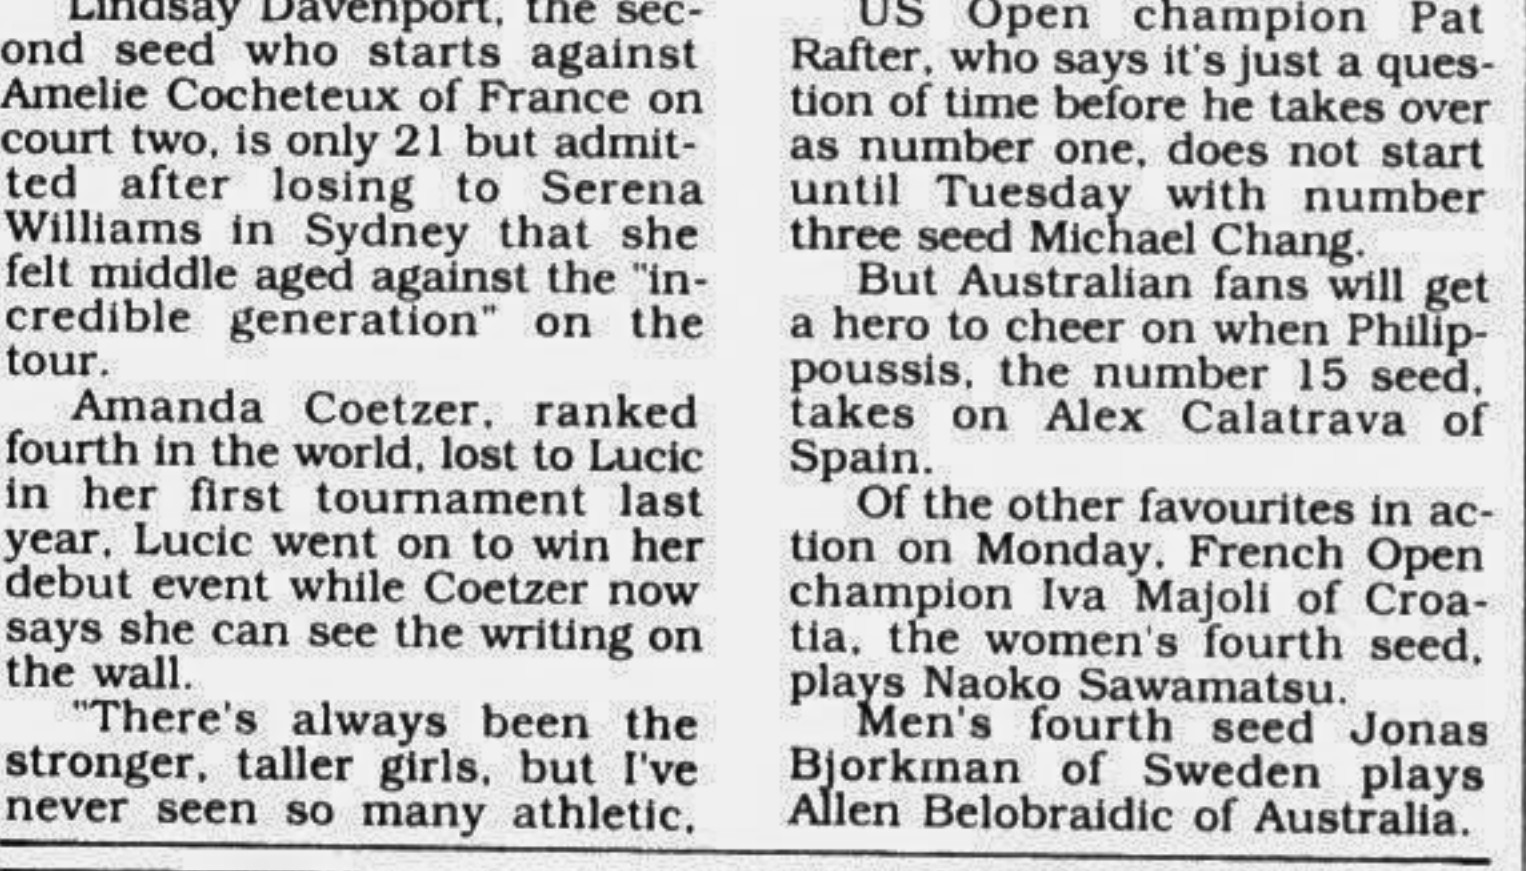 Lindsay Davenport, the sec-
ond seed who starts against
Amelie Cocheteux of France on
court two, is only 21 but admit-
ted after losing to Serena
Williams in Sydney that she
felt middle aged against the "in-
credible generation" on the
tour.
Amanda Coetzer, ranked
fourth in the world, lost to Lucic
in her first tournament last
year, Lucic went on to win her
debut event while Coetzer now
says she can see the writing on
the wall.
"There's always been the
stronger, taller girls, but I've
never seen so many athletic,
US Open champion Pat
Rafter, who says it's just a ques-
tion of time before he takes over
as number one, does not start
until Tuesday with number
three seed Michael Chang.
But Australian fans will get
a hero to cheer on when Philip-
poussis, the number 15 seed,
takes on Alex Calatrava of
Spain.
Of the other favourites in ac-
tion on Monday, French Open
champion Iva Majoli of Croa-
tia, the women's fourth seed,
plays Naoko Sawamatsu.
Men's fourth seed Jonas
Bjorkman of Sweden plays
Allen Belobraidic of Australia.